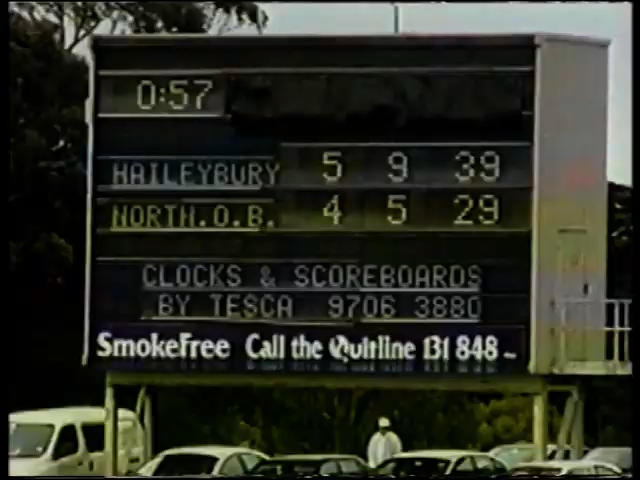 0:57
HAILEYBURY 5 9 39
NORTH.O.B. 4 5 29
CLOCKS & SCOREBOARDS
BY TESCA 9706 3880
SmokeFree Call the Quitline 131 848